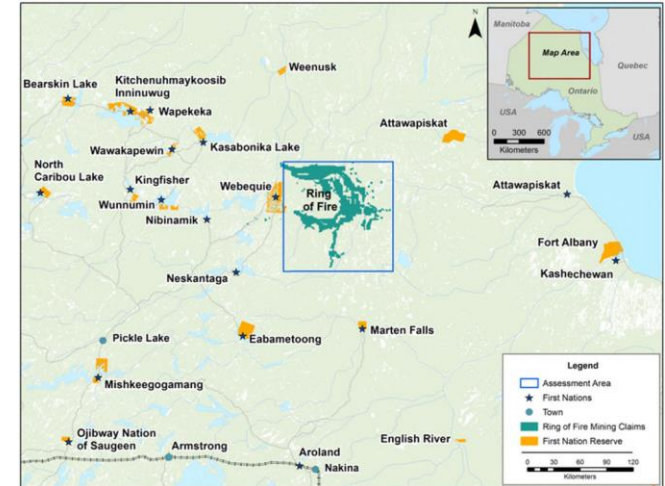 N
Manitoba
Map Area
Quebec
Ontario
USA
USA
0 300 600
Kilometers
Weenusk
Bearskin Lake
Kitchenuhmaykoosib
Inninuwug
Wapekeka
Attawapiskat
Wawakapewin
Kasabonika Lake
North
Caribou Lake
Kingfisher
Webequie
Ring
of Fire
Attawapiskat
Wunnumin
Nibinamik
Fort Albany
Kashechewan
Neskantaga
Pickle Lake
Eabametoong
Marten Falls
Mishkeegogamang
Ojibway Nation
of Saugeen
Armstrong
English River
Aroland
Nakina
Legend
Assessment Area
First Nations
Town
Ring of Fire Mining Claims
First Nation Reserve
0 15 30 60 90 120
Kilometers